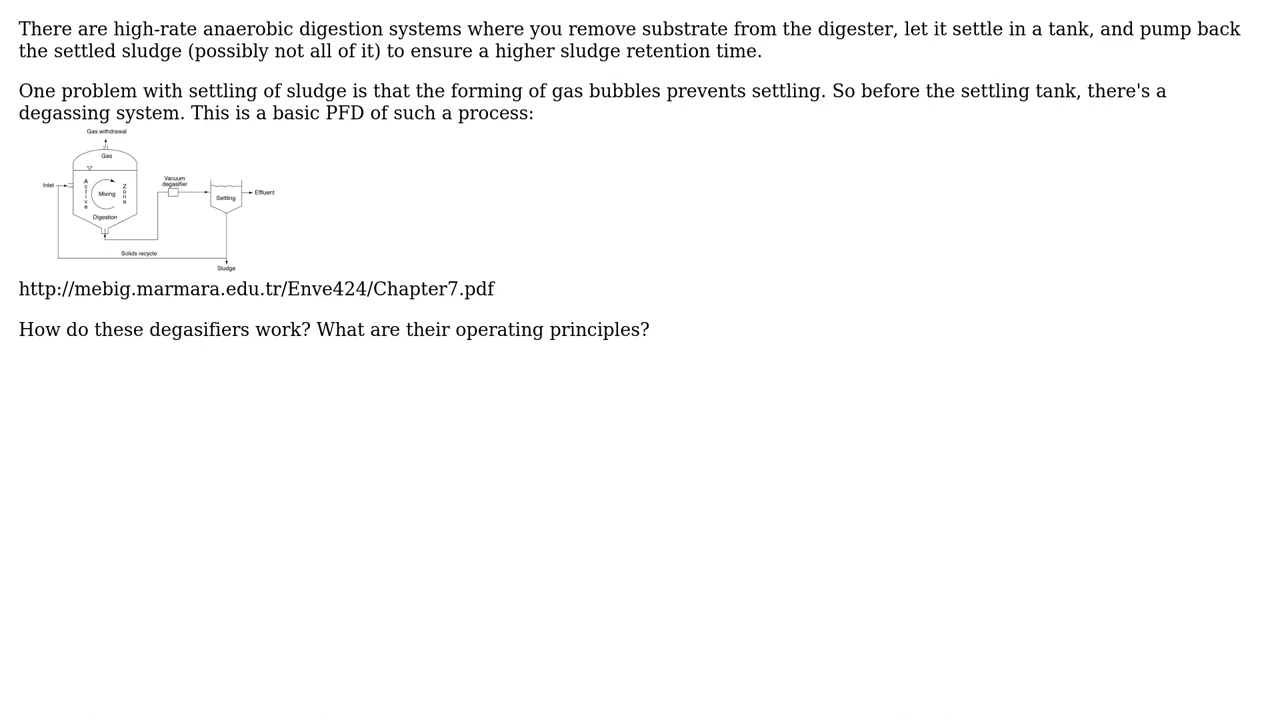 There are high-rate anaerobic digestion systems where you remove substrate from the digester, let it settle in a tank, and pump back
the settled sludge (possibly not all of it) to ensure a higher sludge retention time.
One problem with settling of sludge is that the forming of gas bubbles prevents settling. So before the settling tank, there's a
degassing system. This is a basic PFD of such a process:
Gas withdrawal
Gas
Inlet
Active
Mixing
Zone
Digestion
Vacuum
degasifier
Settling
Effluent
Solids recycle
Sludge
http://mebig.marmara.edu.tr/Enve424/Chapter7.pdf
How do these degasifiers work? What are their operating principles?